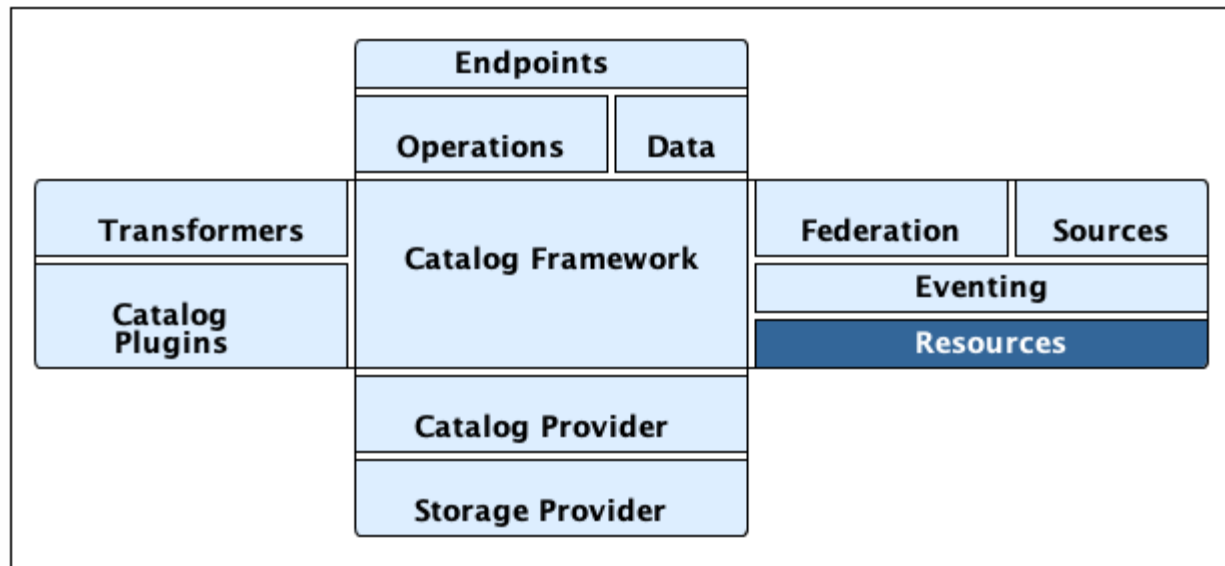 Endpoints
Operations
Data
Transformers
Catalog Framework
Federation
Sources
Eventing
Catalog
Plugins
Resources
Catalog Provider
Storage Provider